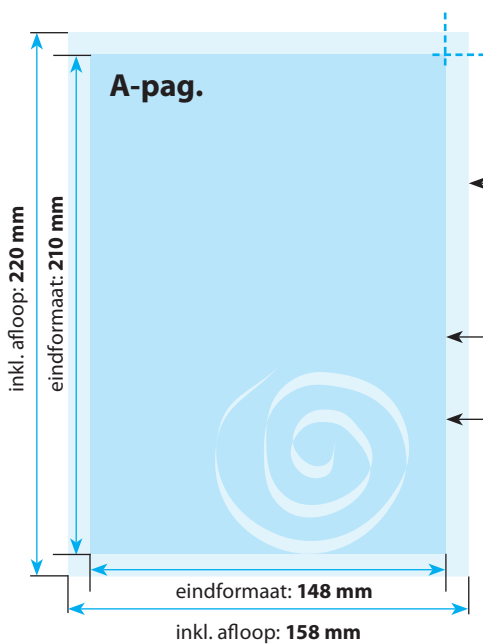 A-pag.
inkl. afloop: 220 mm
eindformaat: 210 mm
eindformaat: 148 mm
inkl. afloop: 158 mm